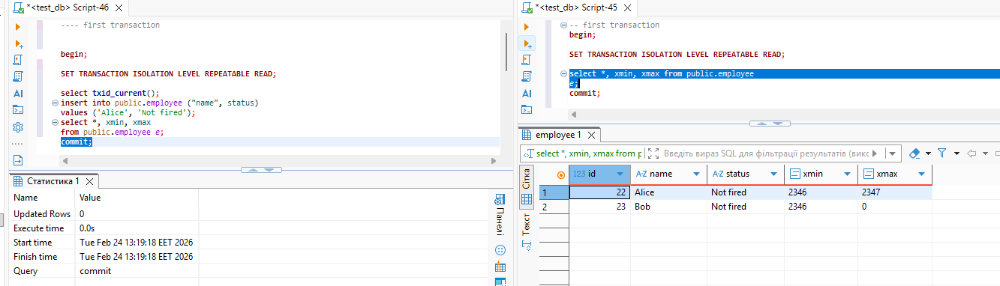 *<test_db> Script-46
---- first transaction
begin;
SET TRANSACTION ISOLATION LEVEL REPEATABLE READ;
select txid_current();
insert into public.employee ("name", status)
values ('Alice', 'Not fired');
select *, xmin, xmax
from public.employee e;
commit;
AI
Статистика 1
Name Value
Updated Rows 0
Execute time 0.0s
Start time Tue Feb 24 13:19:18 EET 2026
Finish time Tue Feb 24 13:19:18 EET 2026
Query commit
Панелі
*<test_db> Script-45
-- first transaction
begin;
SET TRANSACTION ISOLATION LEVEL REPEATABLE READ;
select *, xmin, xmax from public.employee
e;
commit;
AI
employee 1
select *, xmin, xmax from p
Введіть вираз SQL для фільтрації результатів (викс
Сітка
Текст
123 id A-Z name A-Z status xmin xmax
1 22 Alice Not fired 2346 2347
2 23 Bob Not fired 2346 0